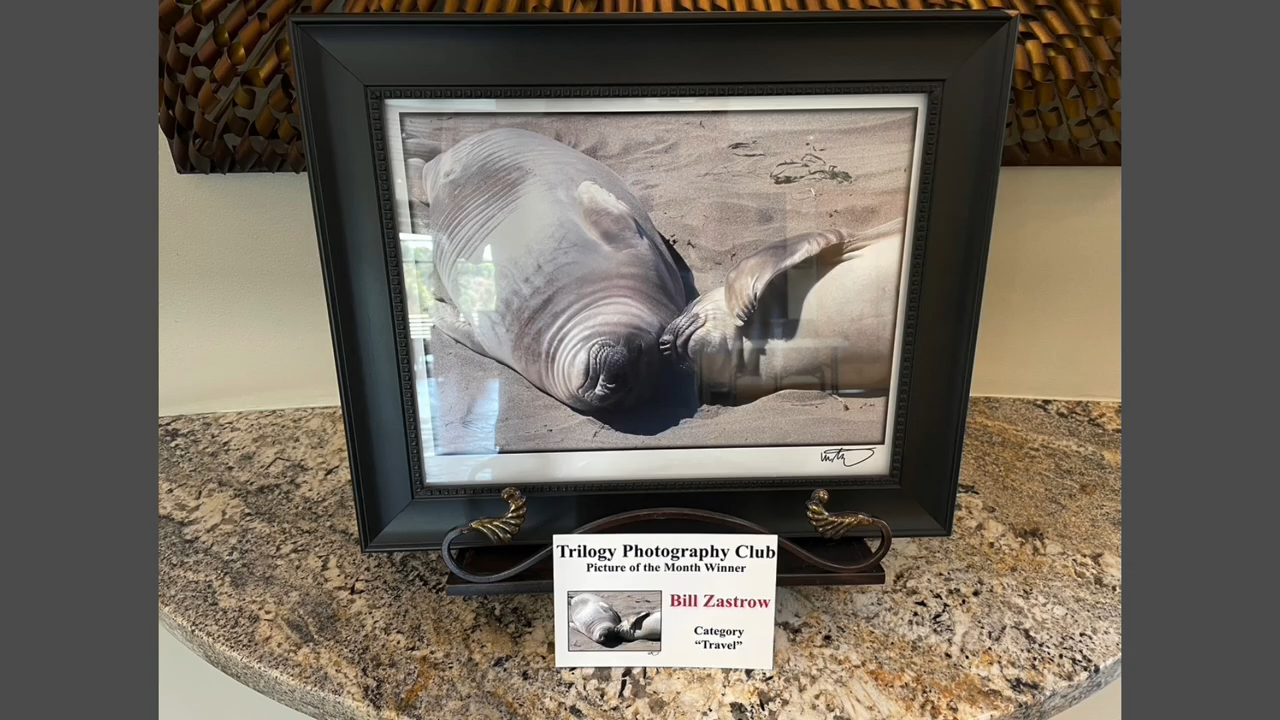 Trilogy Photography Club
Picture of the Month Winner
Bill Zastrow
Category
“Travel”